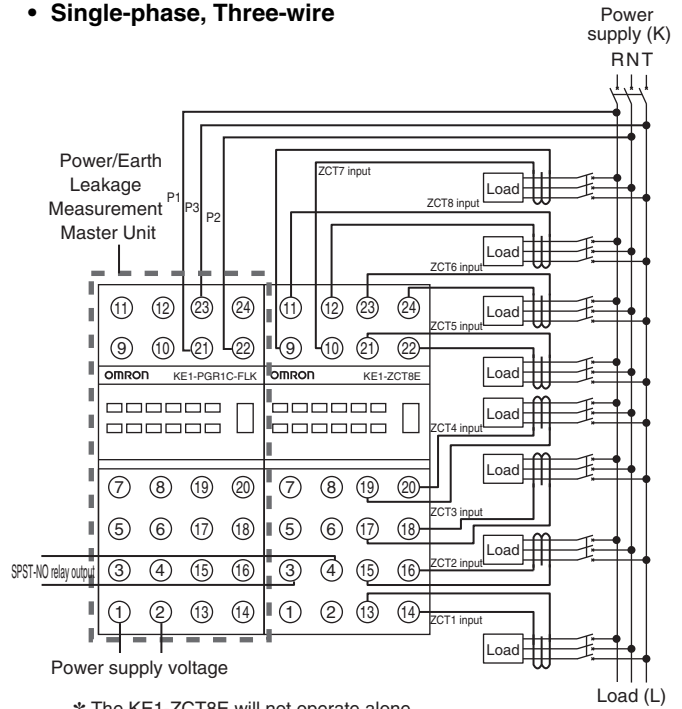 • Single-phase, Three-wire
Power
supply (K)
R N T
Power/Earth
Leakage
Measurement
Master Unit
P1
P3
P2
ZCT7 input
Load
ZCT8 input
Load
ZCT6 input
Load
ZCT5 input
Load
Load
ZCT4 input
Load
ZCT3 input
Load
ZCT2 input
Load
ZCT1 input
11 12 23 24 11 12 23 24
9 10 21 22 9 10 21 22
OMRON KE1-PGR1C-FLK OMRON KE1-ZCT8E
7 8 19 20 7 8 19 20
5 6 17 18 5 6 17 18
SPST-NO relay output
3 4 15 16 3 4 15 16
1 2 13 14 1 2 13 14
Power supply voltage
Load (L)
✽ The KE1-ZCT8E will not operate alone